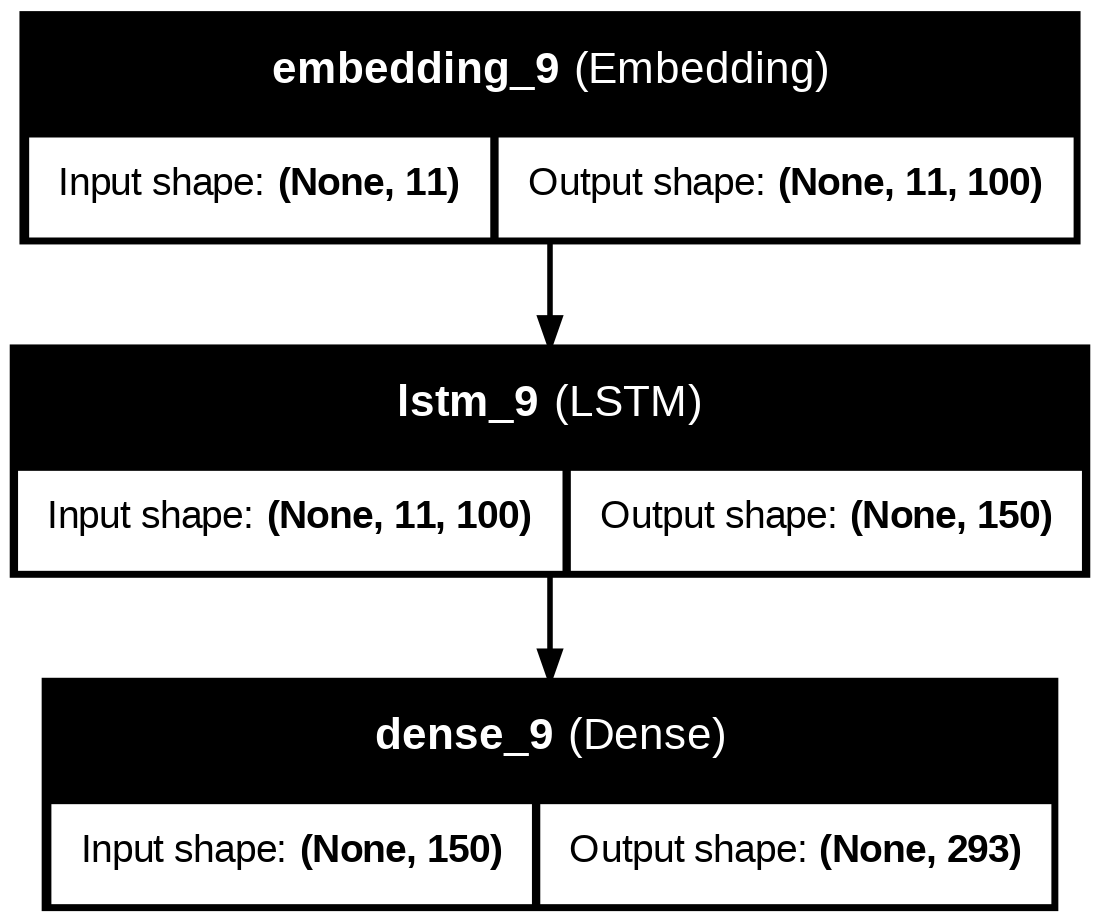 embedding_9 (Embedding)
Input shape: (None, 11) Output shape: (None, 11, 100)
lstm_9 (LSTM)
Input shape: (None, 11, 100) Output shape: (None, 150)
dense_9 (Dense)
Input shape: (None, 150) Output shape: (None, 293)